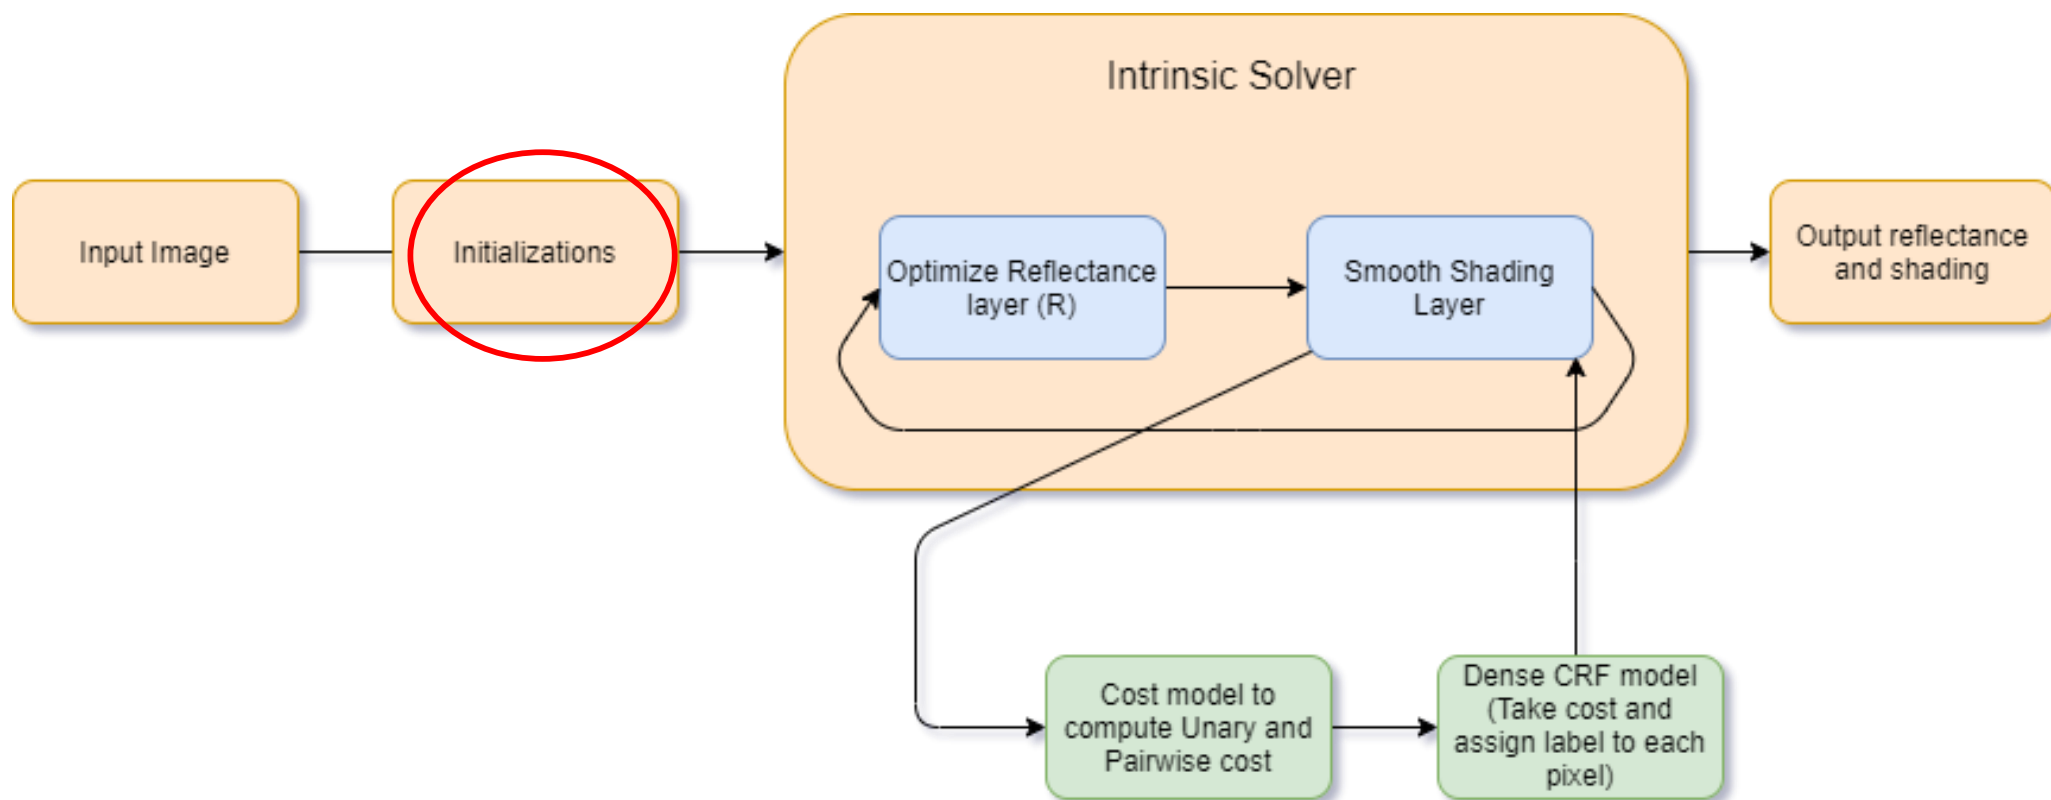 Intrinsic Solver
Input Image
Initializations
Optimize Reflectance
layer (R)
Smooth Shading
Layer
Output reflectance
and shading
Cost model to
compute Unary and
Pairwise cost
Dense CRF model
(Take cost and
assign label to each
pixel)